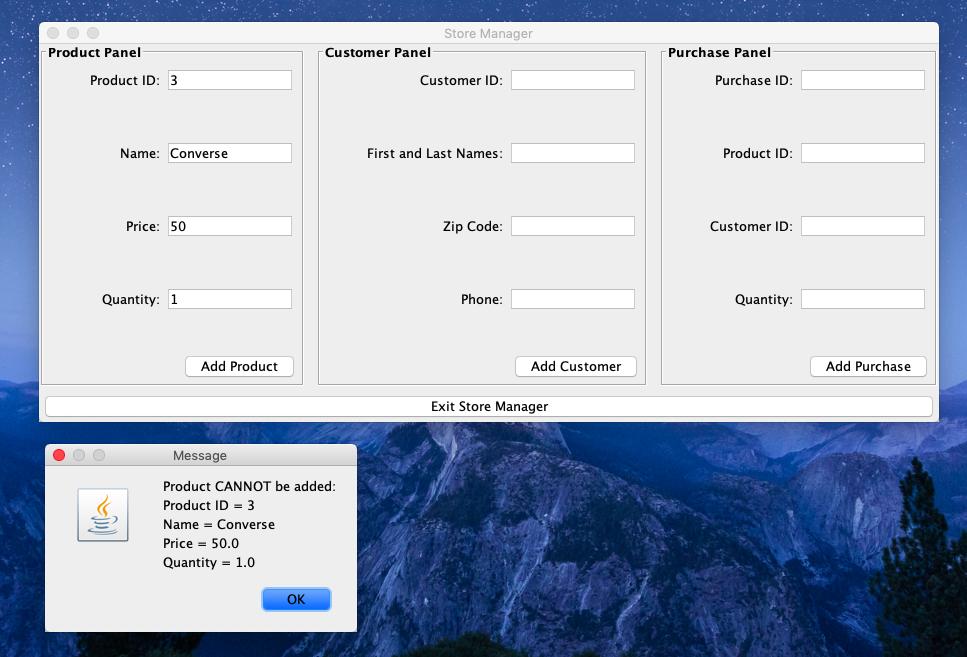 Store Manager
Product Panel
Product ID: 3
Name: Converse
Price: 50
Quantity: 1
Add Product
Customer Panel
Customer ID:
First and Last Names:
Zip Code:
Phone:
Add Customer
Purchase Panel
Purchase ID:
Product ID:
Customer ID:
Quantity:
Add Purchase
Exit Store Manager
Message
Product CANNOT be added:
Product ID = 3
Name = Converse
Price = 50.0
Quantity = 1.0
OK